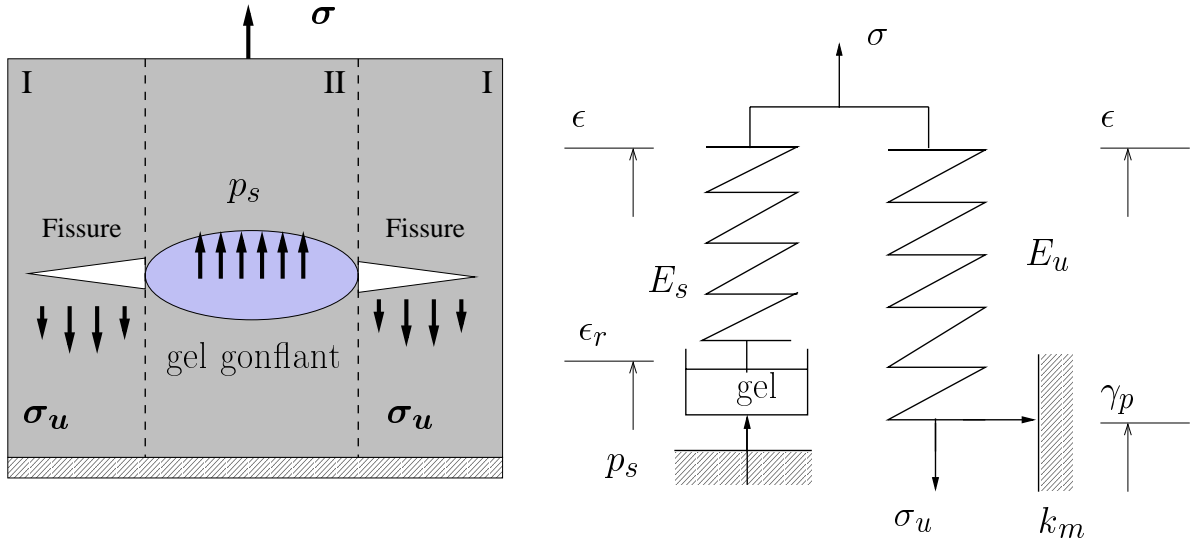 σ
I II I
p_s
Fissure Fissure
gel gonflant
σ_u σ_u
σ
ϵ ϵ
E_s E_u
ϵ_r
gel
γ_p
p_s
σ_u k_m